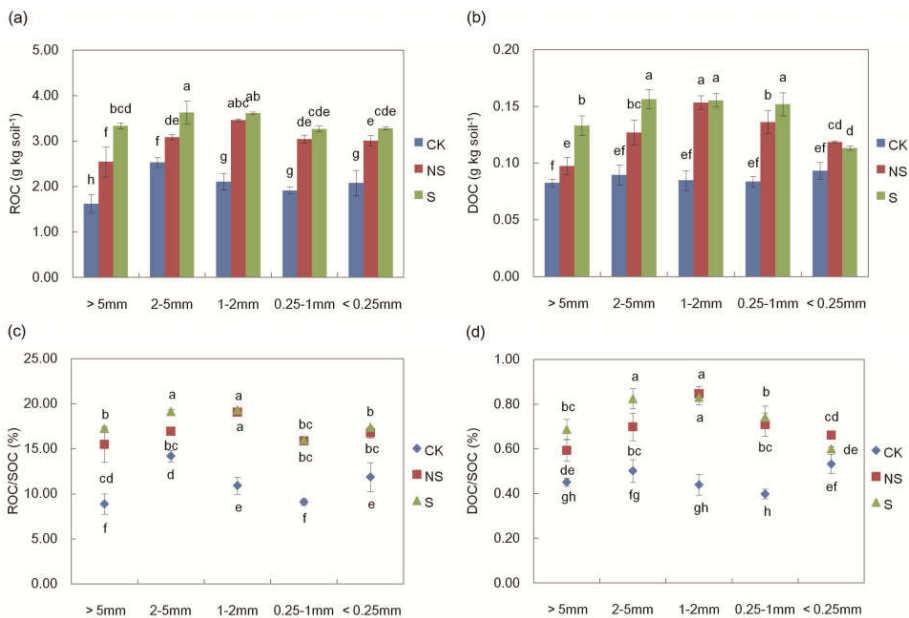 (a)
5.00
4.00
3.00
2.00
1.00
0.00
ROC (g kg soil⁻¹)
h f bcd
f de a
g abc ab
g de cde
g e cde
> 5mm 2-5mm 1-2mm 0.25-1mm < 0.25mm
CK
NS
S
(b)
0.20
0.15
0.10
0.05
0.00
DOC (g kg soil⁻¹)
f e b
ef bc a
ef a a
ef b a
ef cd d
> 5mm 2-5mm 1-2mm 0.25-1mm < 0.25mm
CK
NS
S
(c)
25.00
20.00
15.00
10.00
5.00
0.00
ROC/SOC (%)
b cd f
a bc d
a a e
bc bc f
b bc e
> 5mm 2-5mm 1-2mm 0.25-1mm < 0.25mm
CK
NS
S
(d)
1.00
0.80
0.60
0.40
0.20
0.00
DOC/SOC (%)
bc de gh
a bc fg
a a gh
b bc h
cd de ef
> 5mm 2-5mm 1-2mm 0.25-1mm < 0.25mm
CK
NS
S